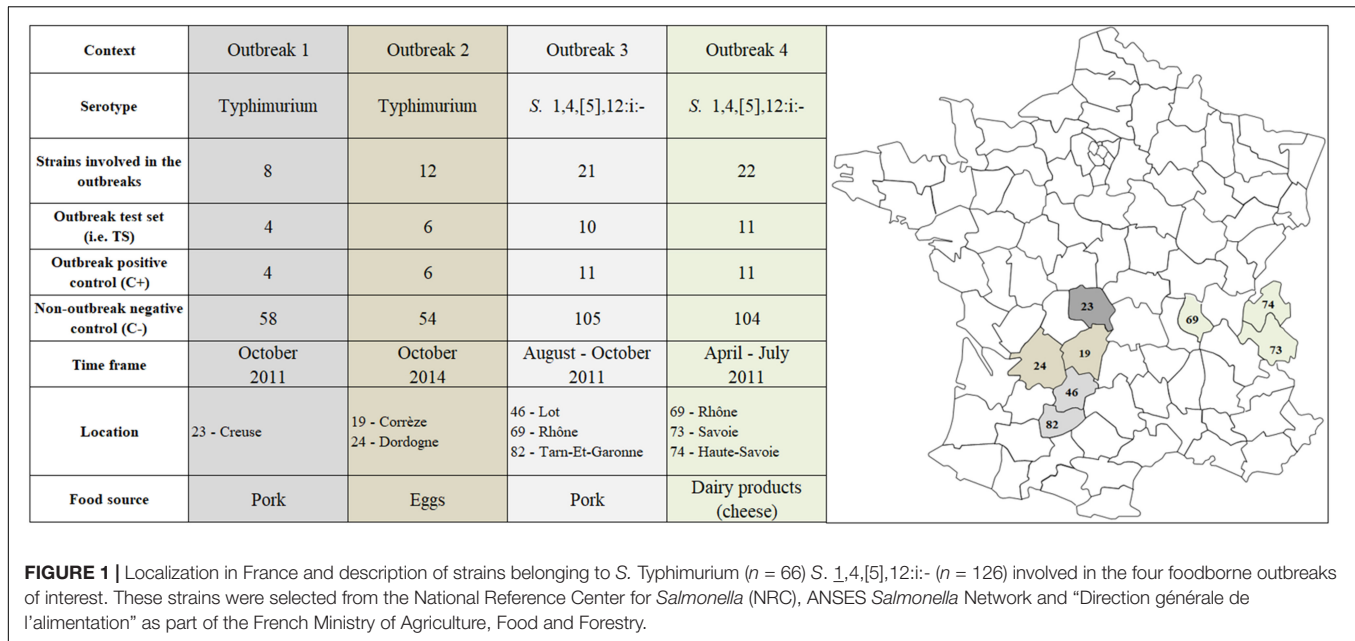 Context Outbreak 1 Outbreak 2 Outbreak 3 Outbreak 4
Serotype Typhimurium Typhimurium S. 1,4,[5],12:i:- S. 1,4,[5],12:i:-
Strains involved in the
outbreaks 8 12 21 22
Outbreak test set
(i.e. TS) 4 6 10 11
Outbreak positive
control (C+) 4 6 11 11
Non-outbreak negative
control (C-) 58 54 105 104
Time frame October October August - October April - July
2011 2014 2011 2011
Location 23 - Creuse 19 - Corrèze 46 - Lot 69 - Rhône
24 - Dordogne 69 - Rhône 73 - Savoie
82 - Tarn-Et-Garonne 74 - Haute-Savoie
Food source Pork Eggs Pork Dairy products
(cheese)
23
69
74
73
24
19
46
82
FIGURE 1 | Localization in France and description of strains belonging to S. Typhimurium (n = 66) S. 1,4,[5],12:i:- (n = 126) involved in the four foodborne outbreaks
of interest. These strains were selected from the National Reference Center for Salmonella (NRC), ANSES Salmonella Network and “Direction générale de
l’alimentation” as part of the French Ministry of Agriculture, Food and Forestry.